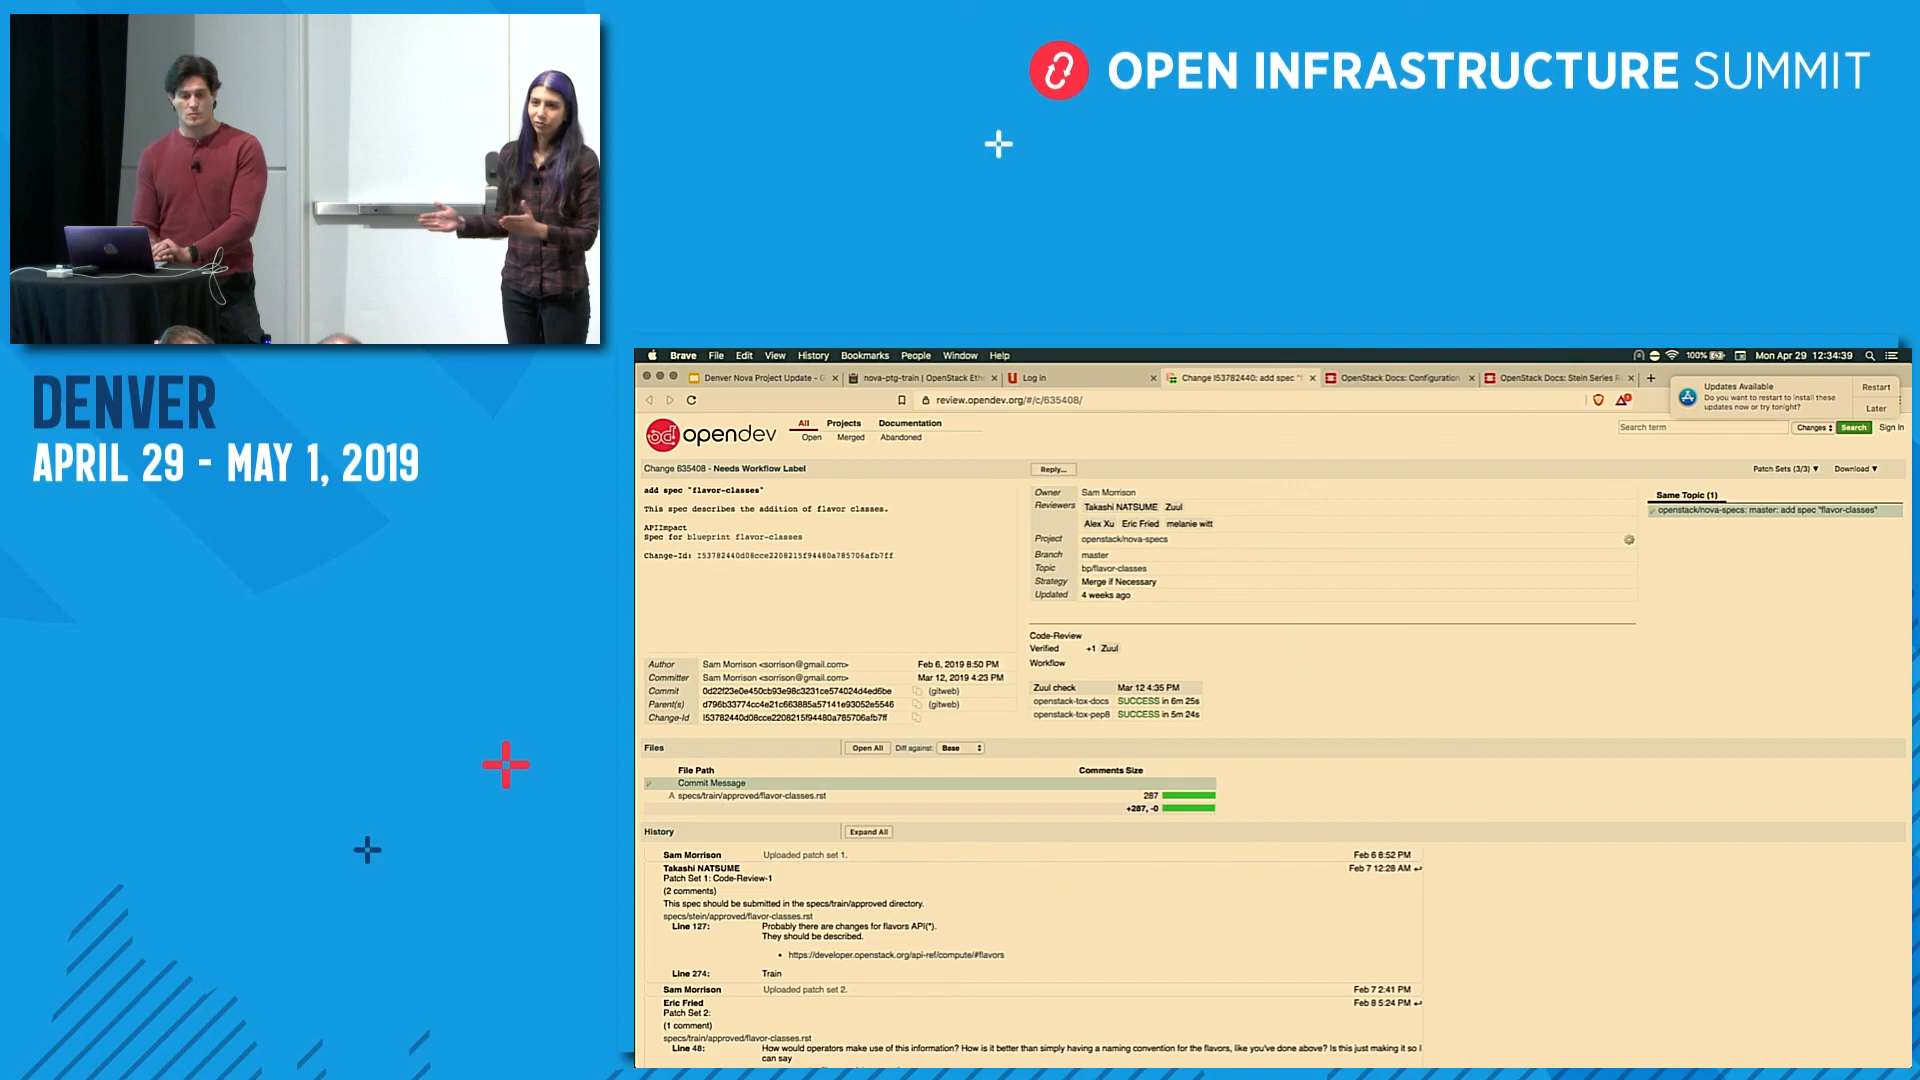 OPEN INFRASTRUCTURE SUMMIT
DENVER
APRIL 29 - MAY 1, 2019
Brave File Edit View History Bookmarks People Window Help
100% Mon Apr 29 12:34:39
Denver Nova Project Update - G
nova-ptg-train | OpenStack Eth
Log in
Change I53782440: add spec "f
OpenStack Docs: Configuration
OpenStack Docs: Stein Series R
review.opendev.org/#/c/635408/
Updates Available
Do you want to restart to install these
updates now or try tonight?
Restart
Later
opendev
All Projects Documentation
Open Merged Abandoned
Search term Changes Search Sign In
Change 635408 - Needs Workflow Label
Reply...
Patch Sets (3/3) ▼ Download ▼
add spec "flavor-classes"
This spec describes the addition of flavor classes.
APIImpact
Spec for blueprint flavor-classes
Change-Id: I53782440d08cce2208215f94480a785706afb7ff
Owner Sam Morrison
Reviewers Takashi NATSUME Zuul
Alex Xu Eric Fried melanie witt
Project openstack/nova-specs
Branch master
Topic bp/flavor-classes
Strategy Merge if Necessary
Updated 4 weeks ago
Same Topic (1)
openstack/nova-specs: master: add spec "flavor-classes"
Code-Review
Verified +1 Zuul
Workflow
Author Sam Morrison <sorrison@gmail.com> Feb 6, 2019 8:50 PM
Committer Sam Morrison <sorrison@gmail.com> Mar 12, 2019 4:23 PM
Commit 0d22f23e0e450cb93e98c3231ce574024d4ed6be (gitweb)
Parent(s) d796b33774cc4e21c663885a57141e93052e5546 (gitweb)
Change-Id I53782440d08cce2208215f94480a785706afb7ff
Zuul check Mar 12 4:35 PM
openstack-tox-docs SUCCESS in 6m 25s
openstack-tox-pep8 SUCCESS in 5m 24s
Files Open All Diff against: Base
File Path Comments Size
Commit Message
A specs/train/approved/flavor-classes.rst 287
+287, -0
History Expand All
Sam Morrison Uploaded patch set 1. Feb 6 8:52 PM
Takashi NATSUME Feb 7 12:28 AM
Patch Set 1: Code-Review-1
(2 comments)
This spec should be submitted in the specs/train/approved directory.
specs/stein/approved/flavor-classes.rst
Line 127: Probably there are changes for flavors API(*).
They should be described.
• https://developer.openstack.org/api-ref/compute/#flavors
Line 274: Train
Sam Morrison Uploaded patch set 2. Feb 7 2:41 PM
Eric Fried Feb 8 5:24 PM
Patch Set 2:
(1 comment)
specs/train/approved/flavor-classes.rst
Line 48: How would operators make use of this information? How is it better than simply having a naming convention for the flavors, like you've done above? Is this just making it so I
can say